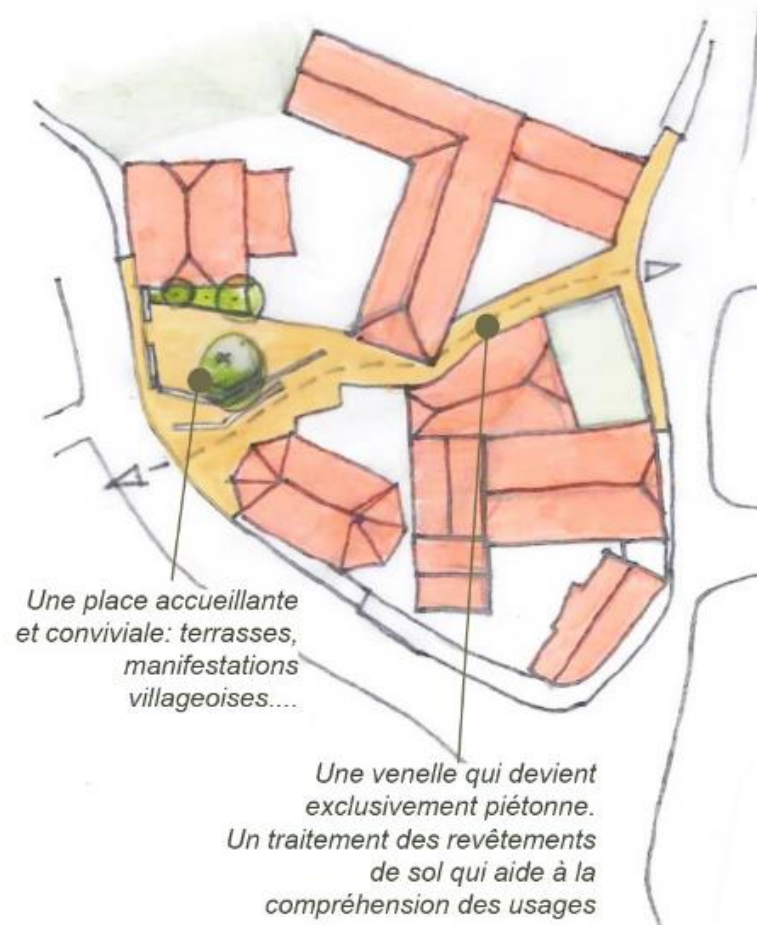 Une place accueillante
et conviviale: terrasses,
manifestations
villageoises....
Une venelle qui devient
exclusivement piétonne.
Un traitement des revêtements
de sol qui aide à la
compréhension des usages